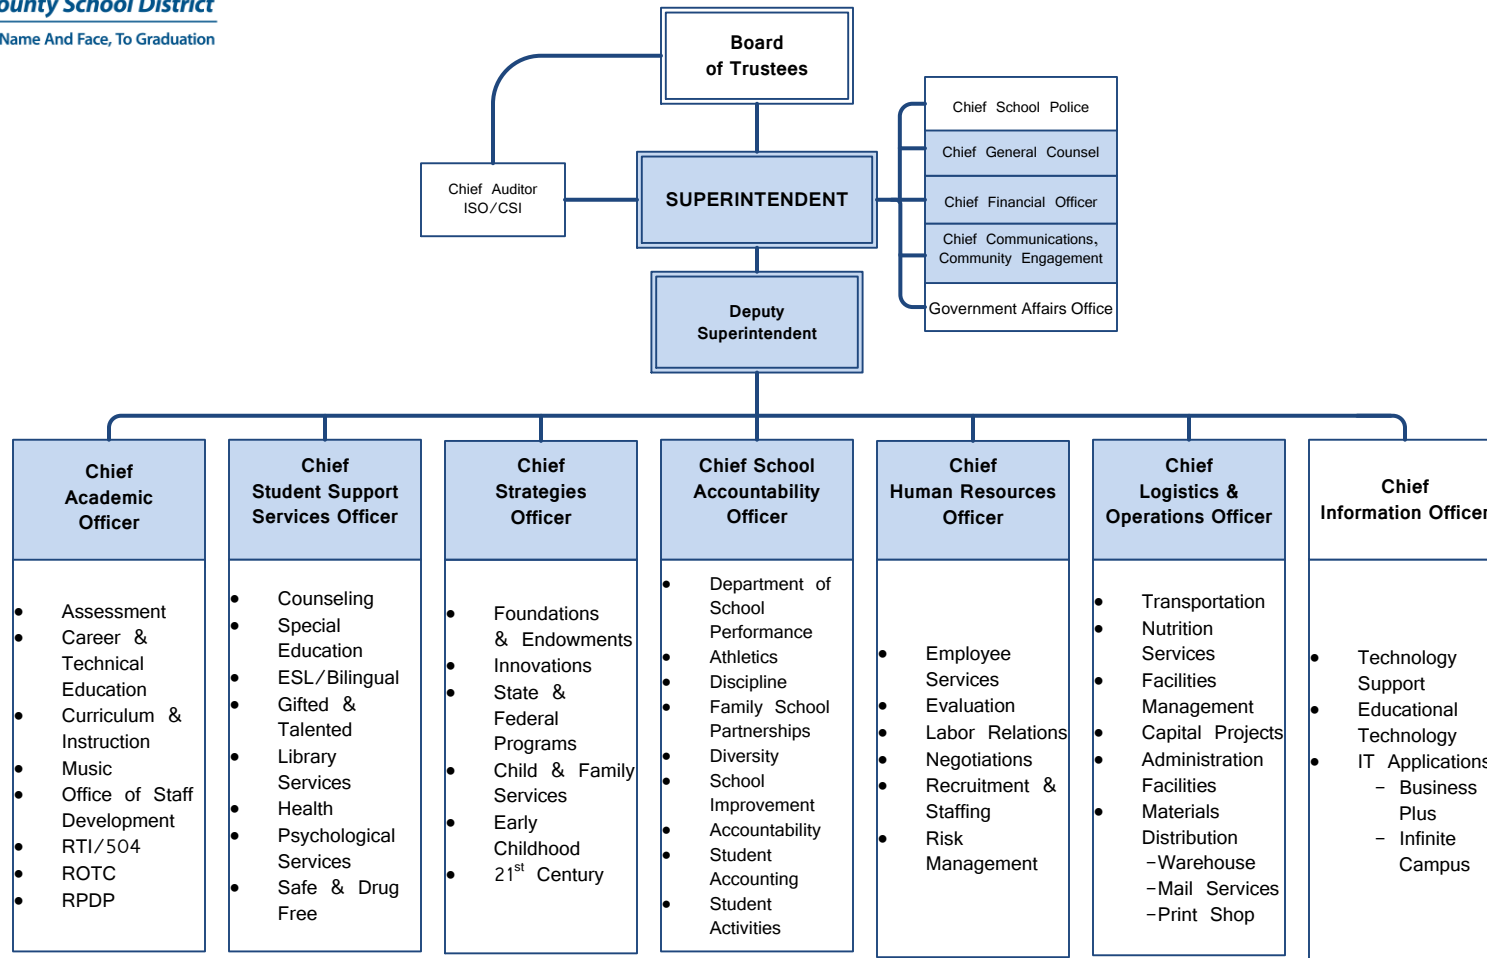 ounty School District
Name And Face, To Graduation
Board
of Trustees
Chief School Police
Chief General Counsel
Chief Auditor
ISO/CSI
SUPERINTENDENT
Chief Financial Officer
Chief Communications,
Community Engagement
Government Affairs Office
Deputy
Superintendent
Chief
Academic
Officer
• Assessment
• Career &
Technical
Education
• Curriculum &
Instruction
• Music
• Office of Staff
Development
• RTI/504
• ROTC
• RPDP
Chief
Student Support
Services Officer
• Counseling
• Special
Education
• ESL/Bilingual
• Gifted &
Talented
• Library
Services
• Health
• Psychological
Services
• Safe & Drug
Free
Chief
Strategies
Officer
• Foundations
& Endowments
• Innovations
• State &
Federal
Programs
• Child & Family
Services
• Early
Childhood
• 21st Century
Chief School
Accountability
Officer
• Department of
School
Performance
• Athletics
• Discipline
• Family School
Partnerships
• Diversity
• School
Improvement
• Accountability
• Student
Accounting
• Student
Activities
Chief
Human Resources
Officer
• Employee
Services
• Evaluation
• Labor Relations
• Negotiations
• Recruitment &
Staffing
• Risk
Management
Chief
Logistics &
Operations Officer
• Transportation
• Nutrition
Services
• Facilities
Management
• Capital Projects
• Administration
Facilities
• Materials
Distribution
-Warehouse
-Mail Services
-Print Shop
Chief
Information Officer
• Technology
Support
• Educational
Technology
• IT Applications
- Business
Plus
- Infinite
Campus